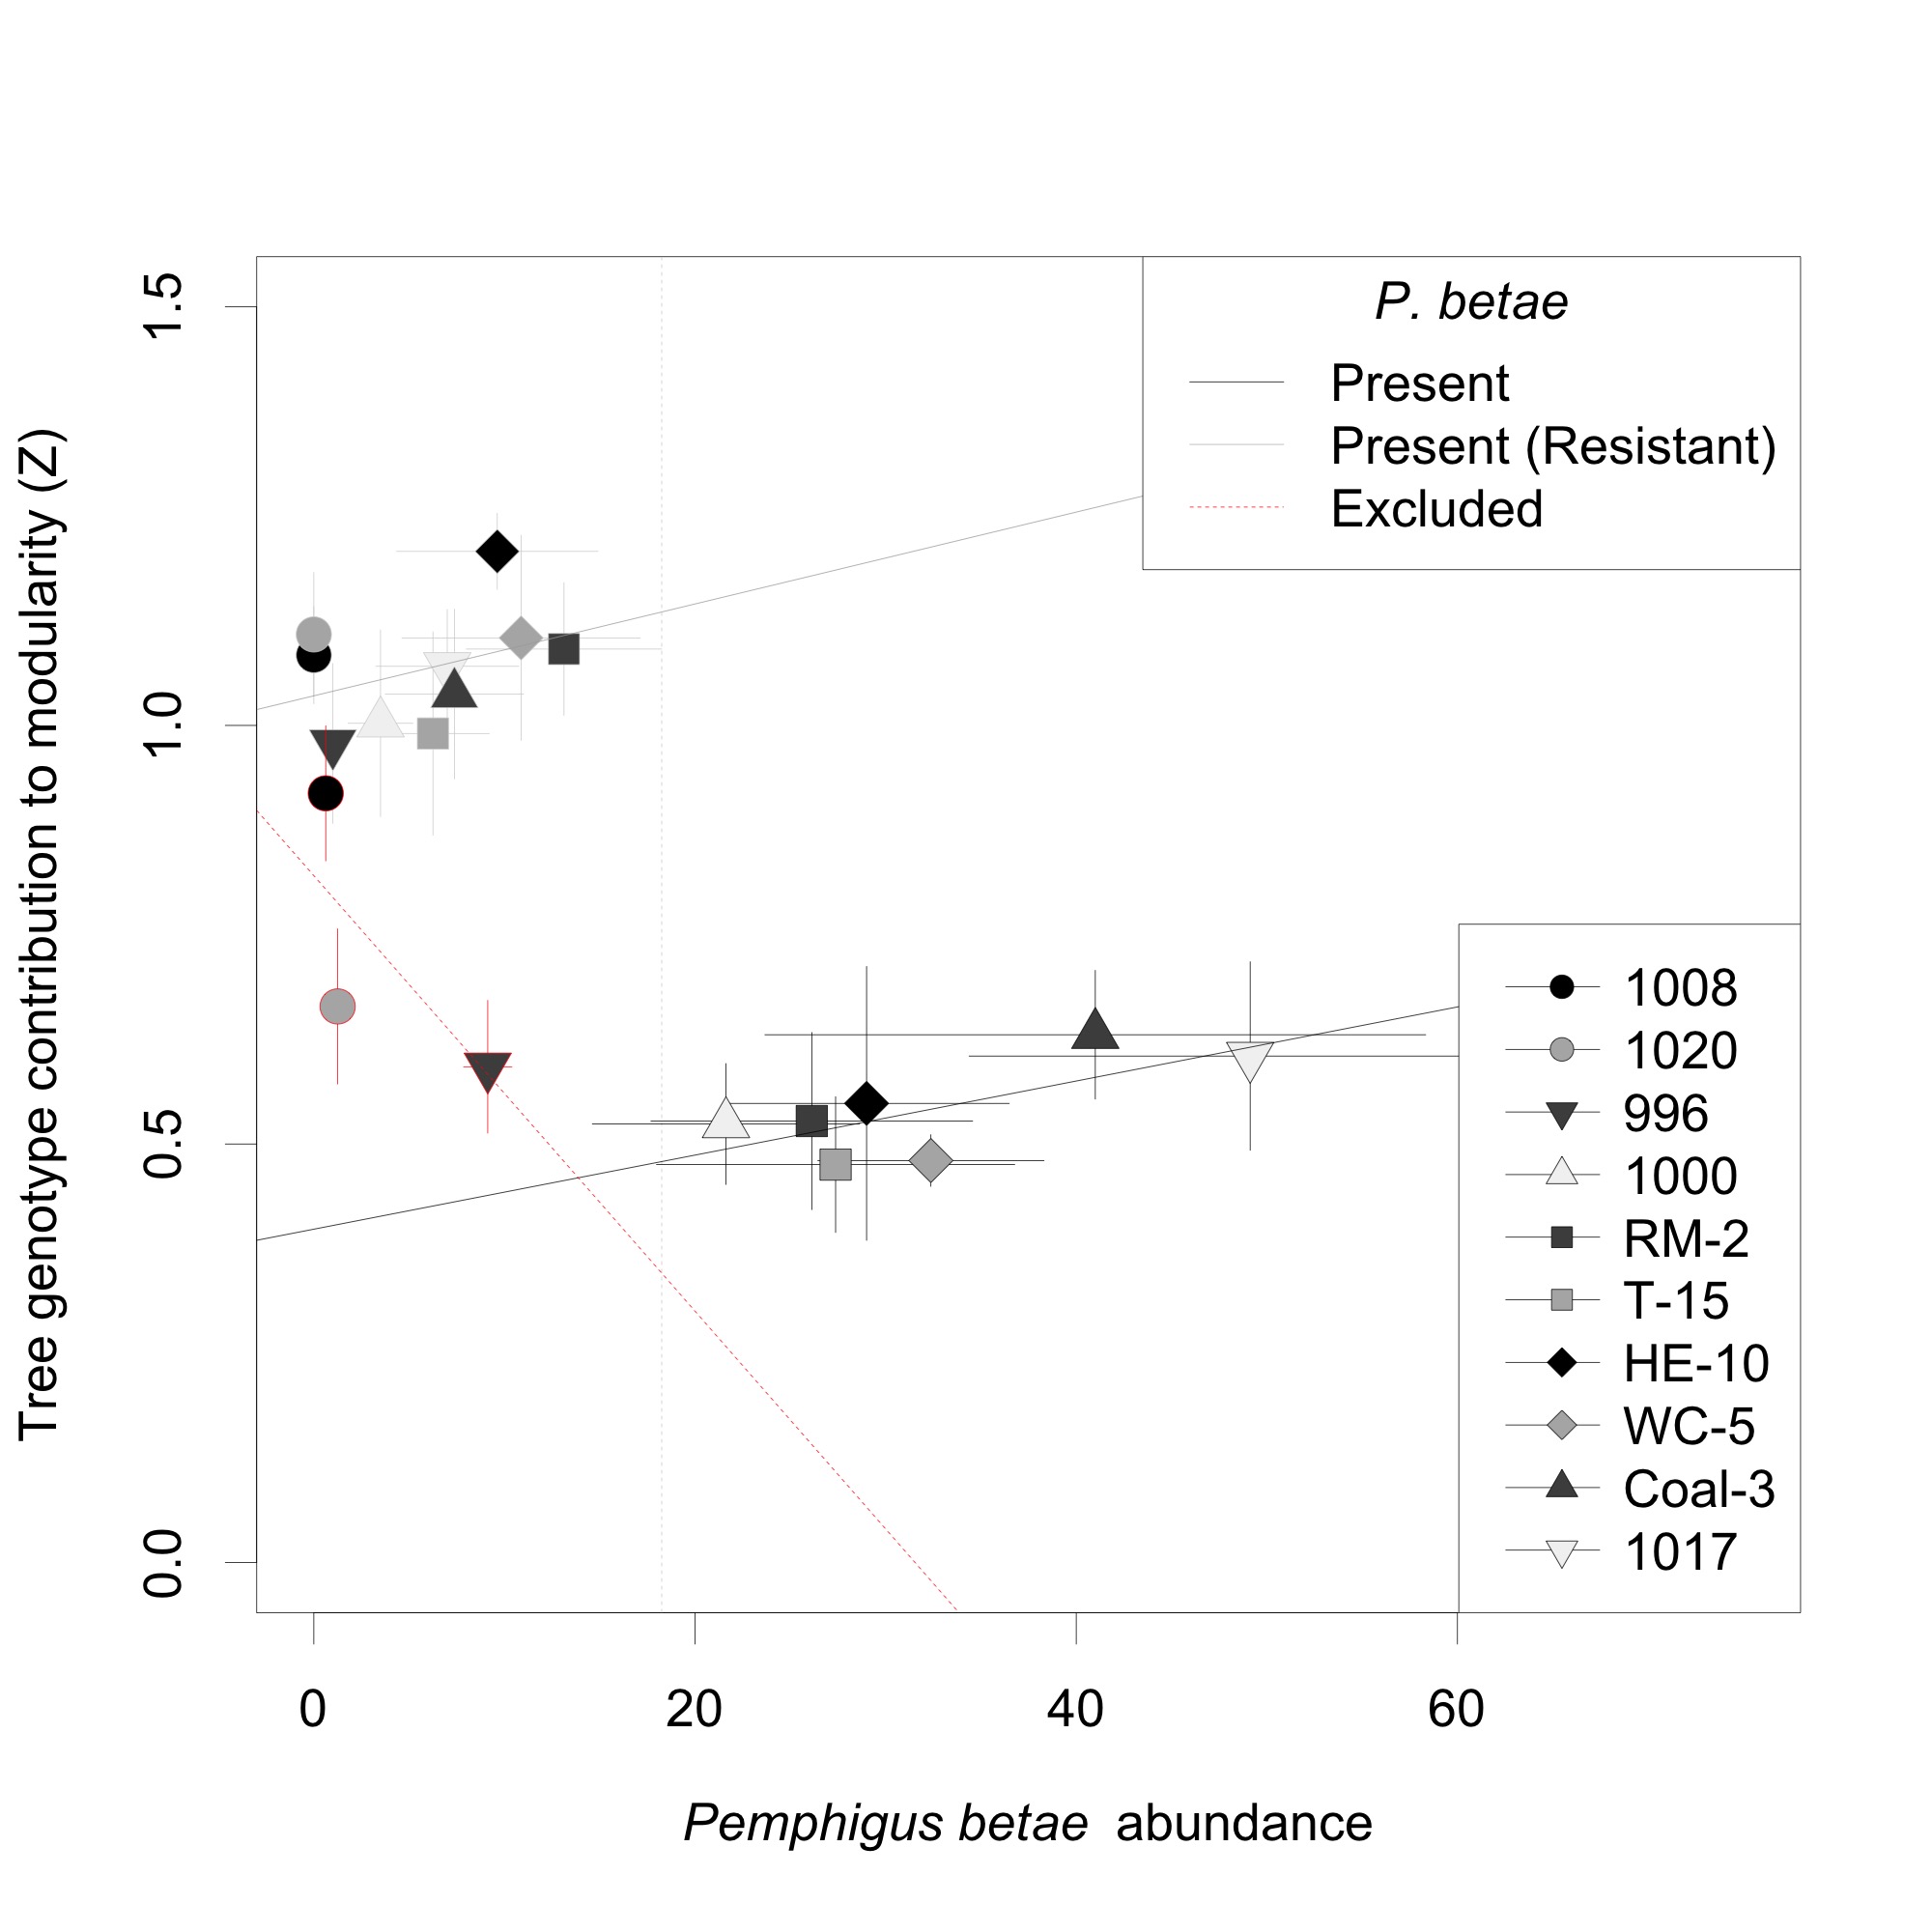 Tree genotype contribution to modularity (Z)
1.5
1.0
0.5
0.0
P. betae
Present
Present (Resistant)
Excluded
1008
1020
996
1000
RM-2
T-15
HE-10
WC-5
Coal-3
1017
0 20 40 60
Pemphigus betae abundance